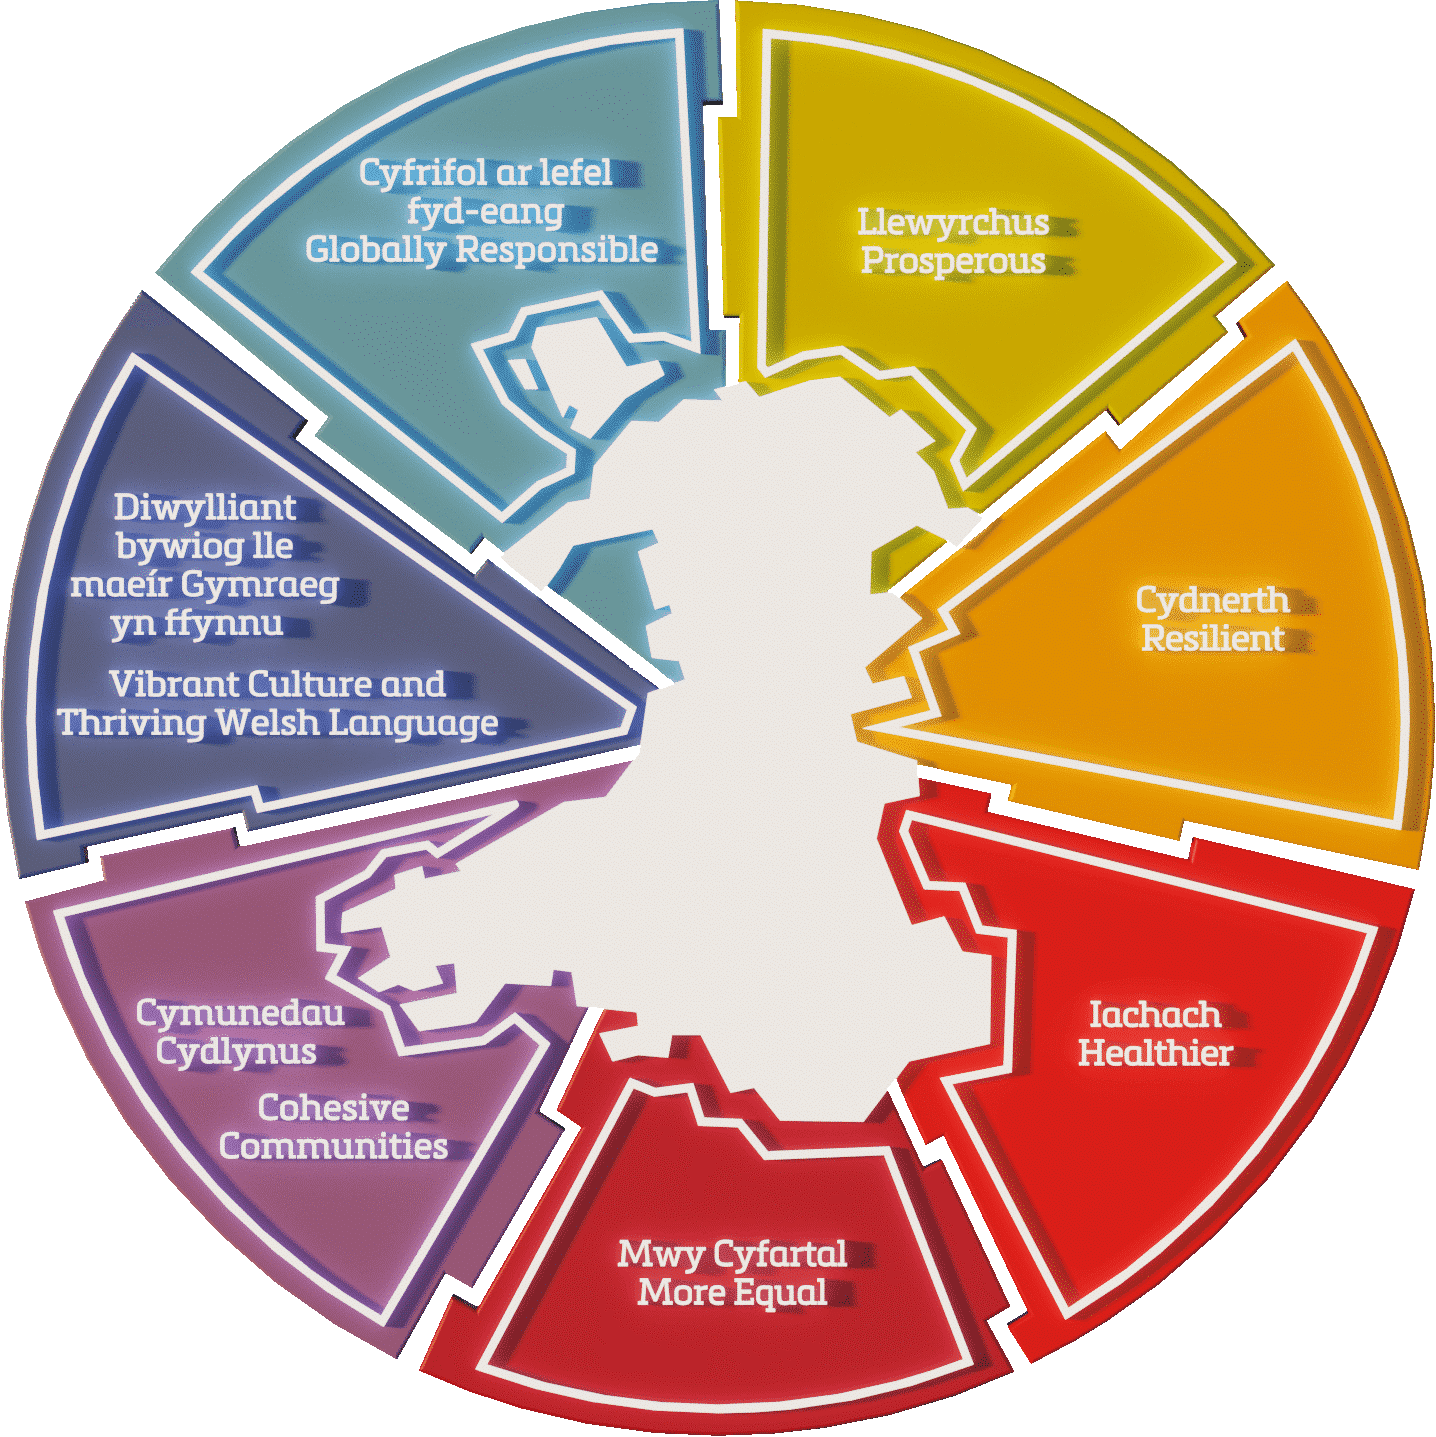 Cyfrifol ar lefel
fyd-eang
Globally Responsible
Llewyrchus
Prosperous
Cydnerth
Resilient
Iachach
Healthier
Mwy Cyfartal
More Equal
Cymunedau
Cydlynus
Cohesive
Communities
Diwylliant
bywiog lle
maeír Gymraeg
yn ffynnu
Vibrant Culture and
Thriving Welsh Language